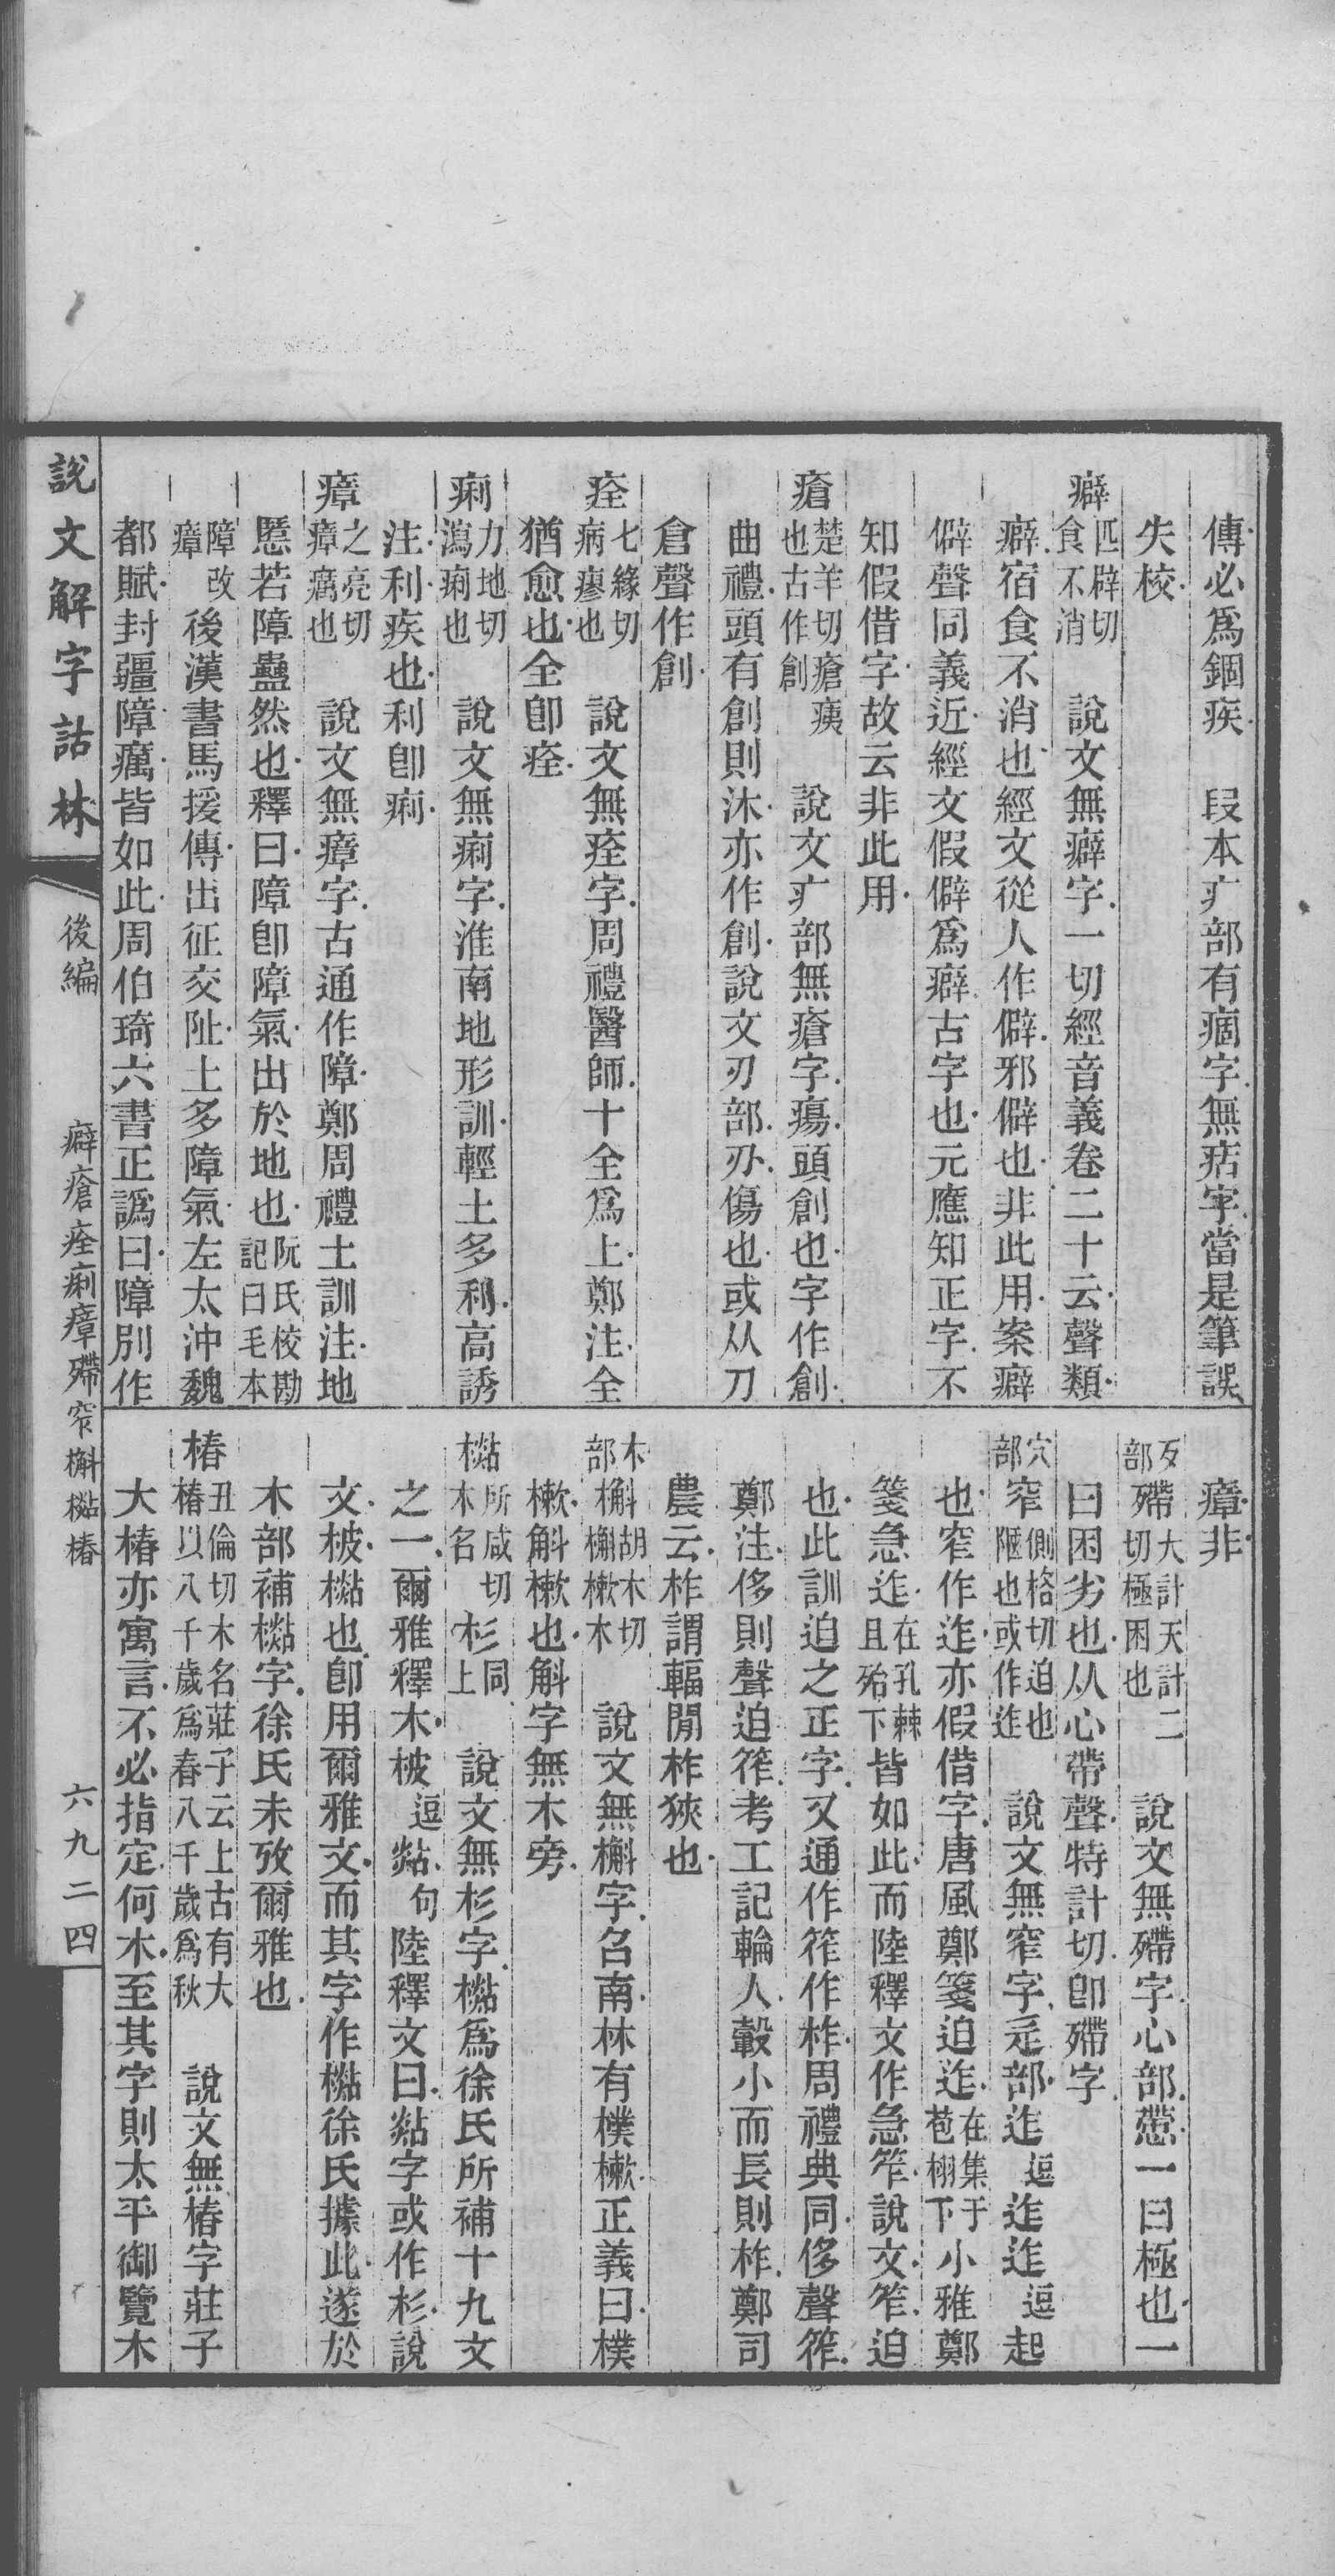 傳必爲錮疾　段本疒部有痼字無㾇字當是筆誤
失校
癖匹辟切食不消　說文無癖字一切經音義卷二十云聲類
癖宿食不消也經文從人作僻邪僻也非此用案癖
僻聲同義近經文假僻爲癖古字也元應知正字不
知假借字故云非此用
瘡楚羊切瘡痍也古作創　說文疒部無瘡字瘍頭創也字作創
曲禮頭有創則沐亦作創說文刃部刅傷也或从刀
倉聲作創
痊七緣切病瘳也　說文無痊字周禮醫師十全爲上鄭注全
猶愈也全卽痊
痢力地切瀉痢也　說文無痢字淮南地形訓輕土多利高誘
注利疾也利卽痢
瘴之亮切瘴癘也　說文無瘴字古通作障鄭周禮土訓注地
慝若障蠱然也釋曰障卽障氣出於地也阮氏校勘記曰毛本
障改瘴　後漢書馬援傳出征交阯土多障氣左太沖魏
都賦封疆障癘皆如此周伯琦六書正譌曰障別作
瘴非
歹部㿃大計天計二切極困也　說文無㿃字心部懘一曰極也一
曰困劣也从心帶聲特計切卽㿃字
穴部窄側格切迫也陿也或作迮　說文無窄字辵部迮逗迮迮逗起
也窄作迮亦假借字唐風鄭箋迫迮在集于苞栩下小雅鄭
箋急迮在孔棘且殆下皆如此而陸釋文作急笮說文笮迫
也此訓迫之正字又通作筰作柞周禮典同侈聲筰
鄭注侈則聲迫筰考工記輪人轂小而長則柞鄭司
農云柞謂輻閒柞狹也
木部槲胡木切槲樕木　說文無槲字召南林有樸樕正義曰樸
樕斛樕也斛字無木旁
㯳所咸切木名　杉同上　說文無杉字㯳爲徐氏所補十九文
之一爾雅釋木柀逗䵿句陸釋文曰䵿字或作杉說
文柀㯳也卽用爾雅文而其字作㯳徐氏據此遂於
木部補㯳字徐氏未攷爾雅也
椿丑倫切木名莊子云上古有大椿以八千歲爲春八千歲爲秋　說文無椿字莊子
大椿亦寓言不必指定何木至其字則太平御覽木
說文解字詁林　後編　癖瘡痊痢瘴㿃窄槲㯳椿　六九二四